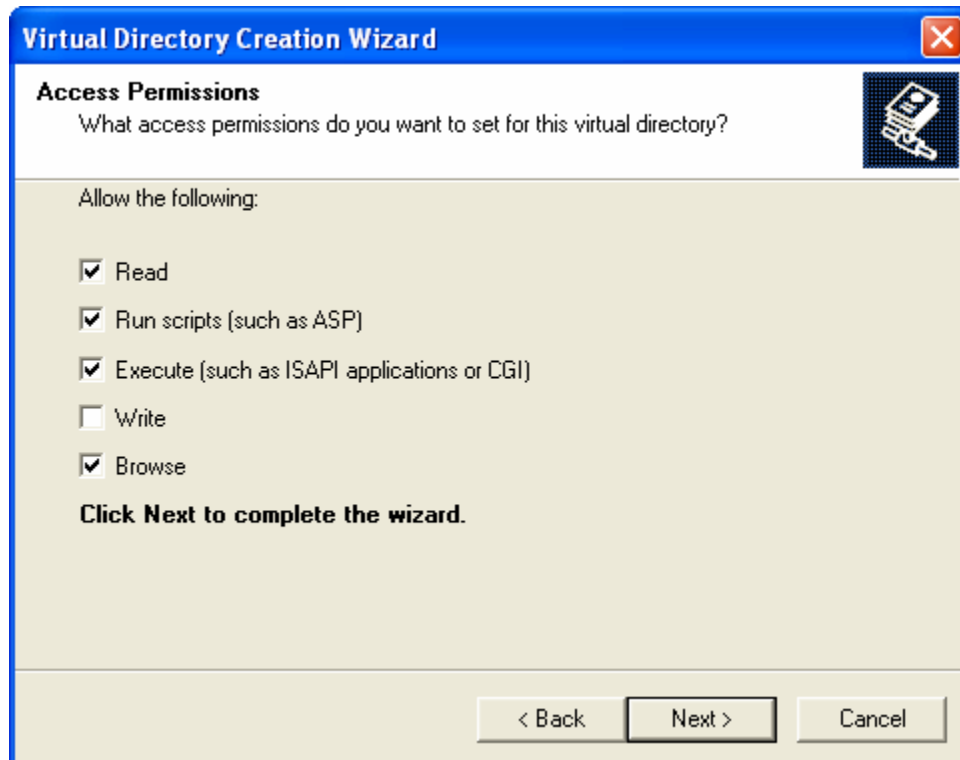 Virtual Directory Creation Wizard
Access Permissions
What access permissions do you want to set for this virtual directory?
Allow the following:
Read
Run scripts (such as ASP)
Execute (such as ISAPI applications or CGI)
Write
Browse
Click Next to complete the wizard.
< Back Next > Cancel